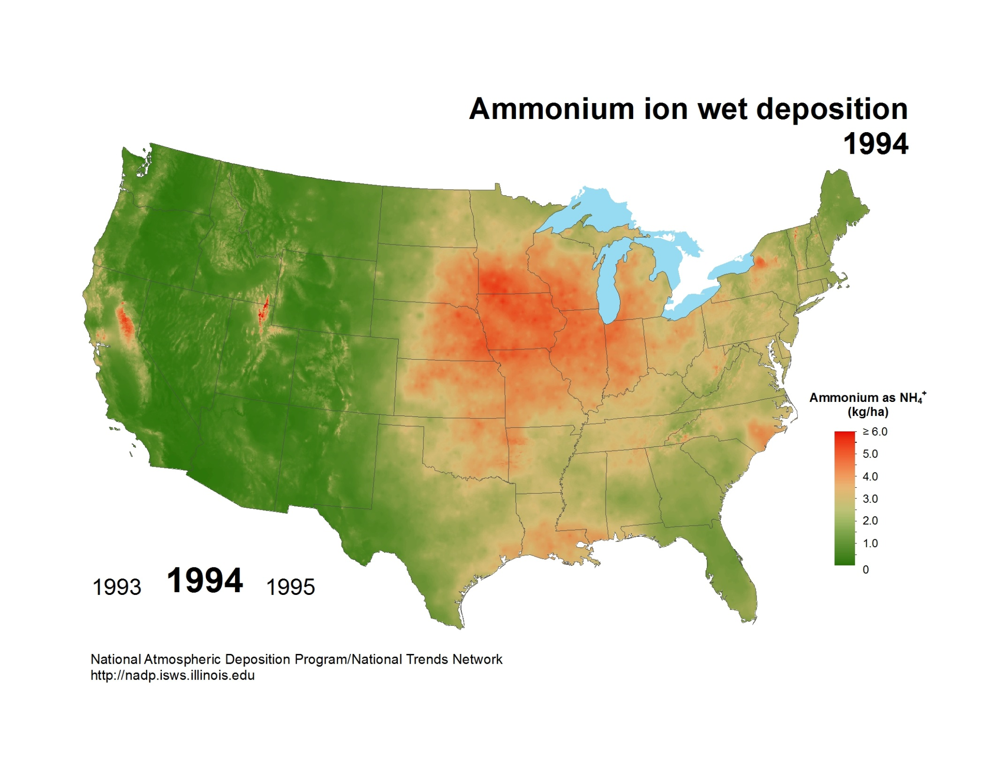 Ammonium ion wet deposition
1994
Ammonium as NH₄⁺
(kg/ha)
≥ 6.0
5.0
4.0
3.0
2.0
1.0
0
1993 1994 1995
National Atmospheric Deposition Program/National Trends Network
http://nadp.isws.illinois.edu